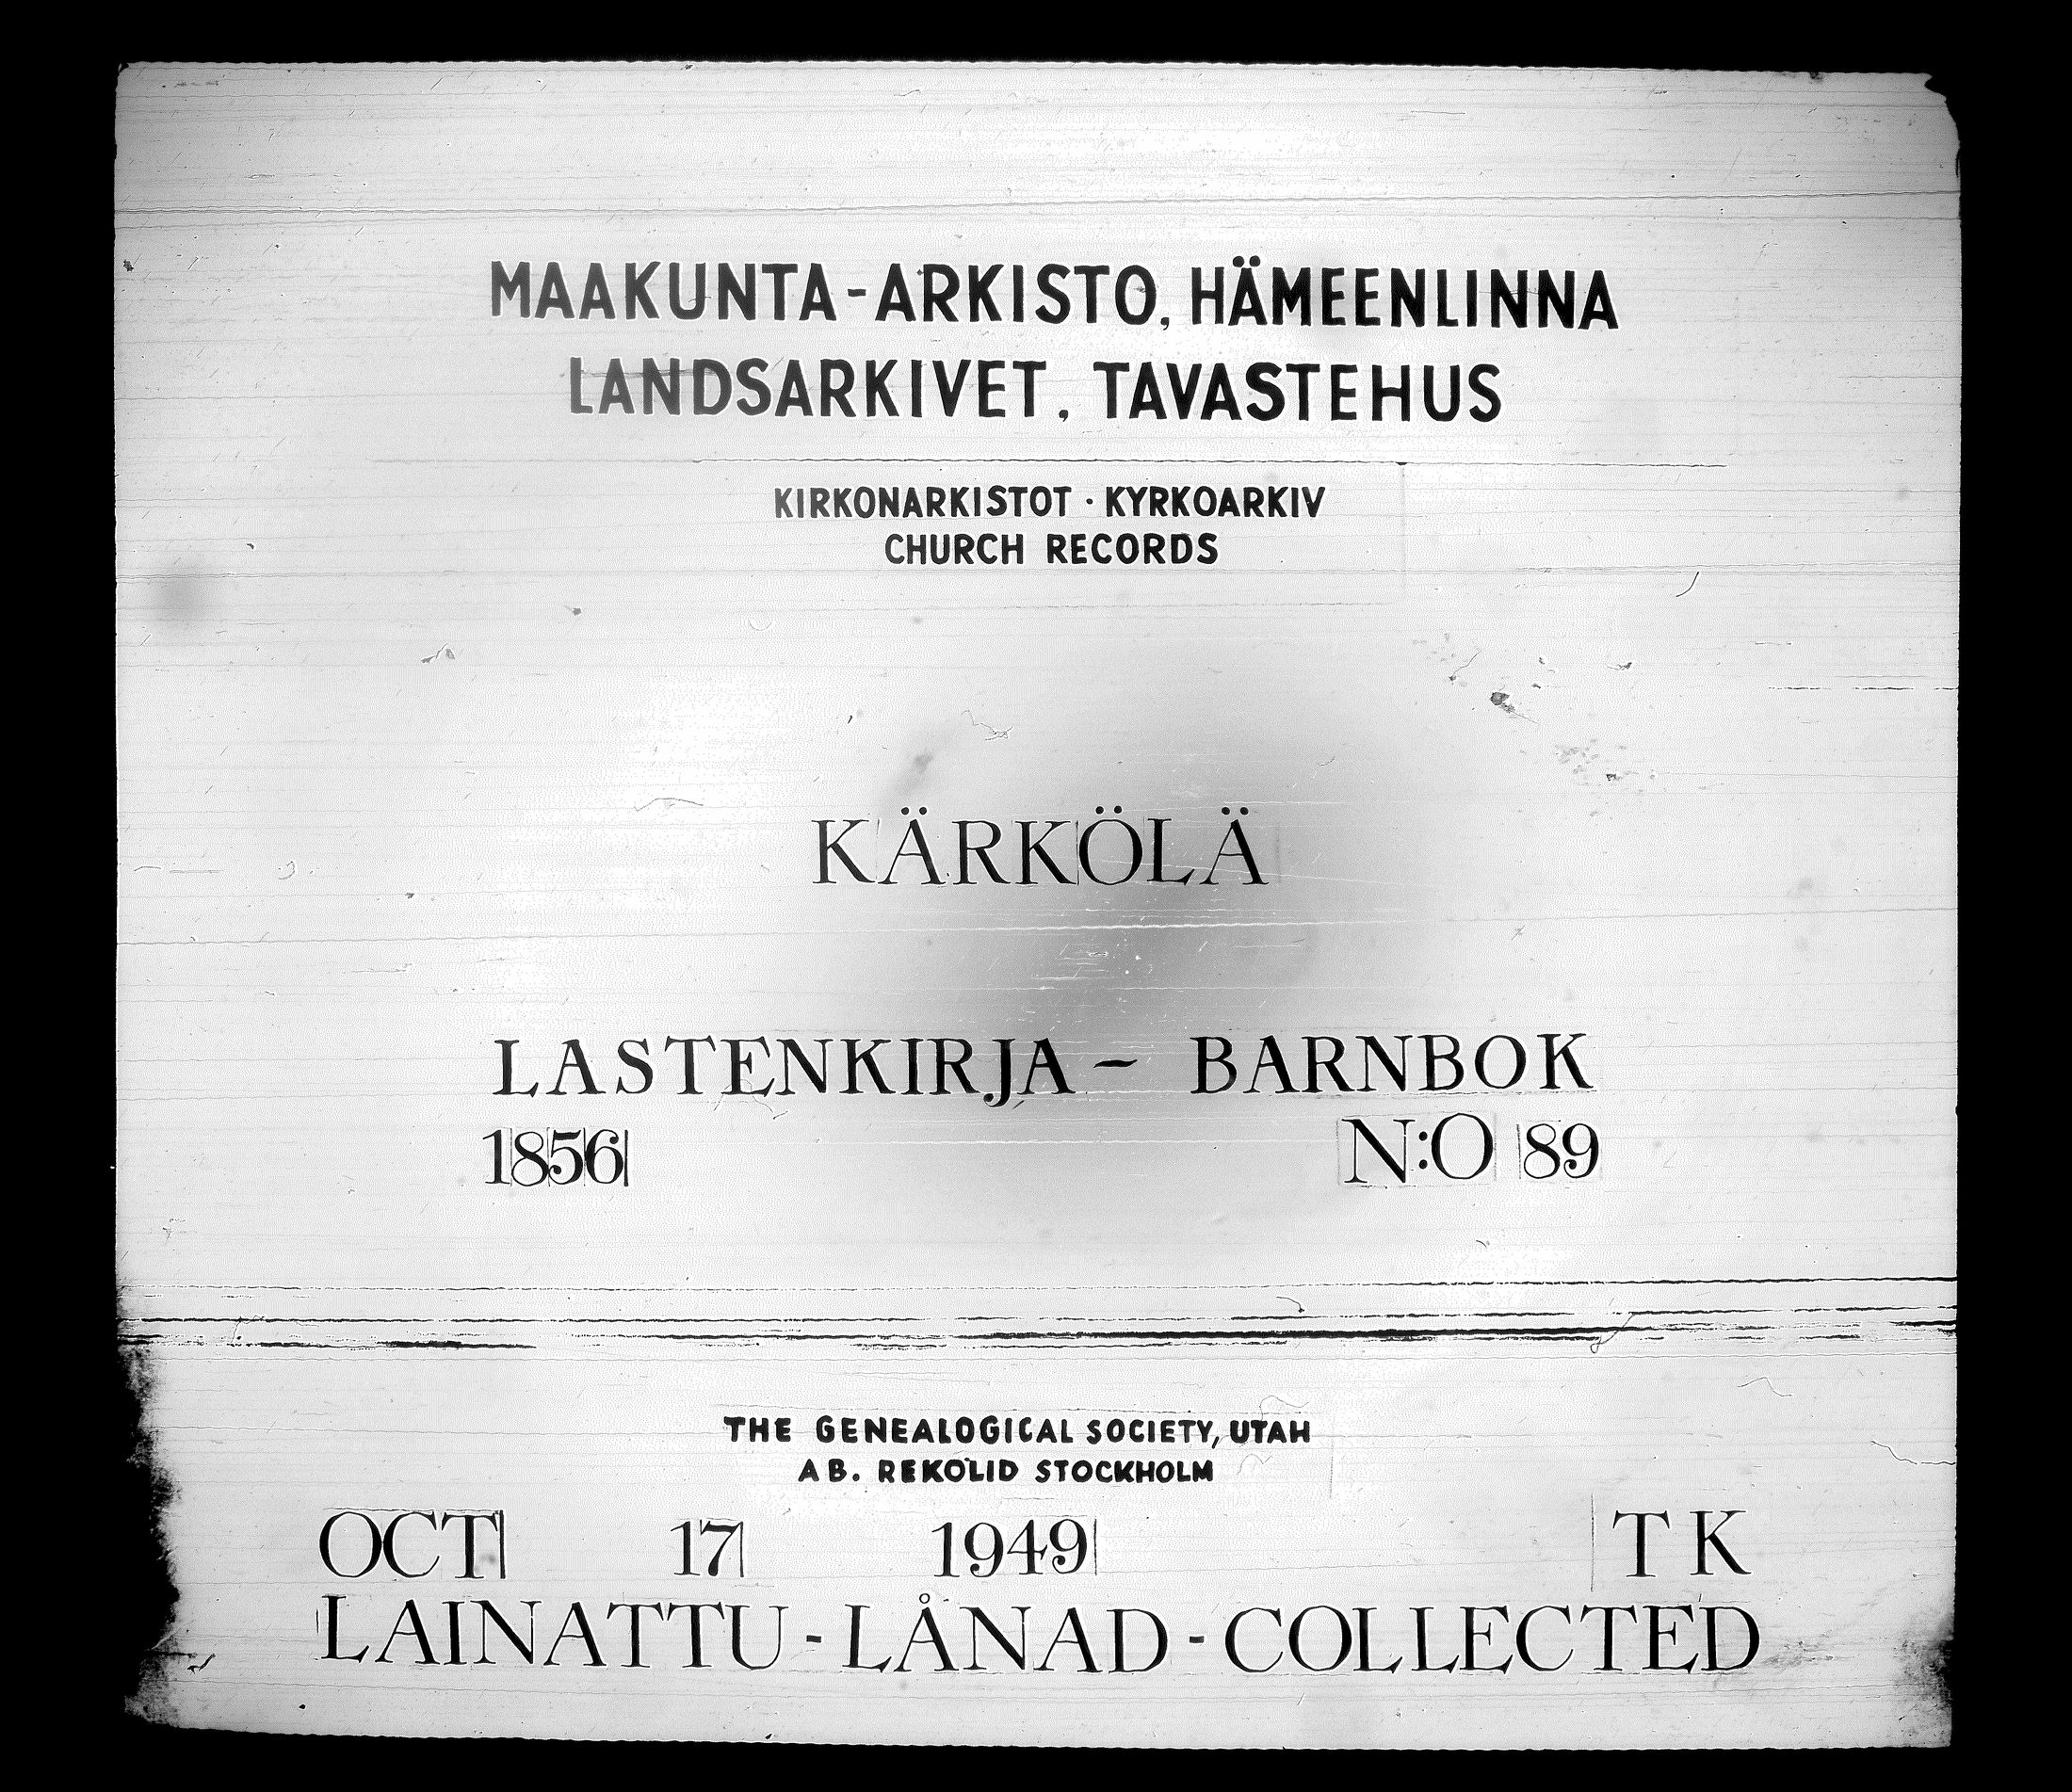 MAAKUNTA-ARKISTO, HÄMEENLINNA
LANDSARKIVET, TAVASTEHUS
KIRKONARKISTOT · KYRKOARKIV
CHURCH RECORDS
KÄRKÖLÄ
LASTENKIRJA - BARNBOK
1856 N:O 89
THE GENEALOGICAL SOCIETY, UTAH
AB. REKOLID STOCKHOLM
OCT 17 1949 TK
LAINATTU - LÅNAD - COLLECTED